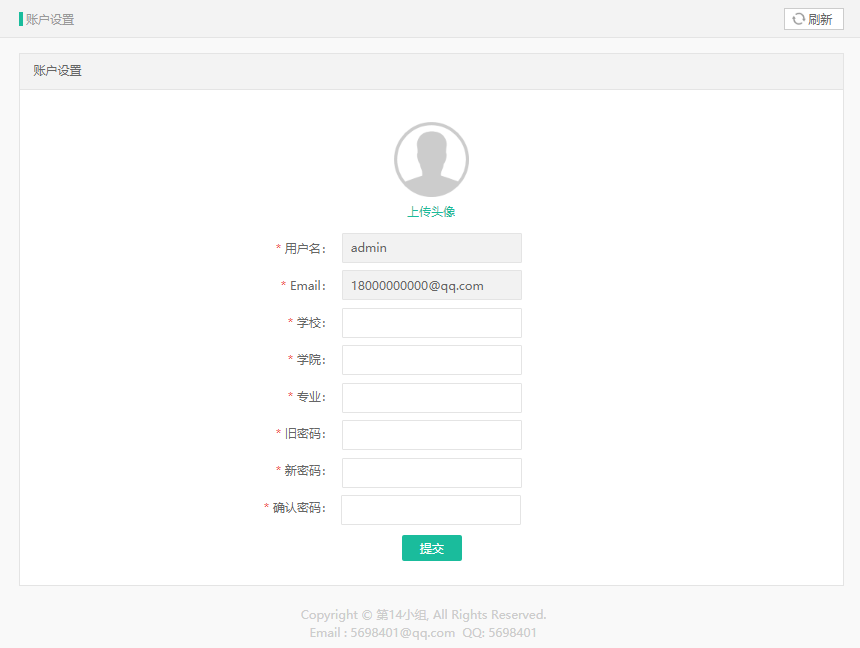 账户设置
刷新
账户设置
上传头像
* 用户名： admin
* Email： 18000000000@qq.com
* 学校：
* 学院：
* 专业：
* 旧密码：
* 新密码：
* 确认密码：
提交
Copyright © 第14小组, All Rights Reserved.
Email : 5698401@qq.com QQ: 5698401